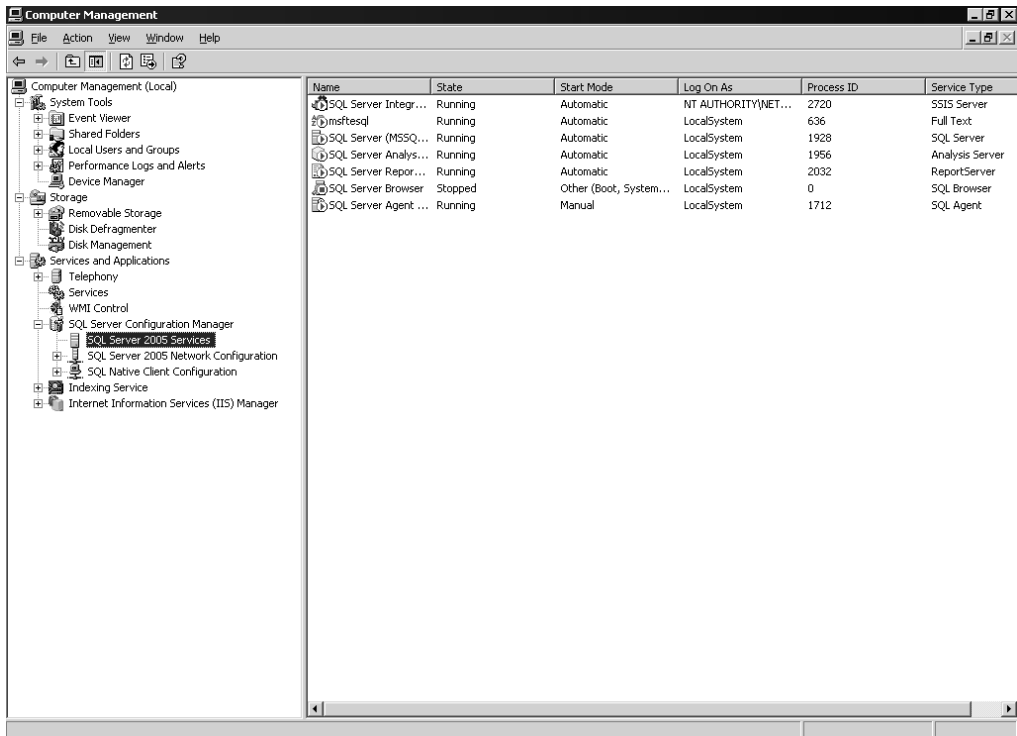 Computer Management
File Action View Window Help
Computer Management (Local)
System Tools
Event Viewer
Shared Folders
Local Users and Groups
Performance Logs and Alerts
Device Manager
Storage
Removable Storage
Disk Defragmenter
Disk Management
Services and Applications
Telephony
Services
WMI Control
SQL Server Configuration Manager
SQL Server 2005 Services
SQL Server 2005 Network Configuration
SQL Native Client Configuration
Indexing Service
Internet Information Services (IIS) Manager
Name State Start Mode Log On As Process ID Service Type
SQL Server Integr... Running Automatic NT AUTHORITY\NET... 2720 SSIS Server
msftesql Running Automatic LocalSystem 636 Full Text
SQL Server (MSSQ... Running Automatic LocalSystem 1928 SQL Server
SQL Server Analys... Running Automatic LocalSystem 1956 Analysis Server
SQL Server Repor... Running Automatic LocalSystem 2032 ReportServer
SQL Server Browser Stopped Other (Boot, System... LocalSystem 0 SQL Browser
SQL Server Agent ... Running Manual LocalSystem 1712 SQL Agent